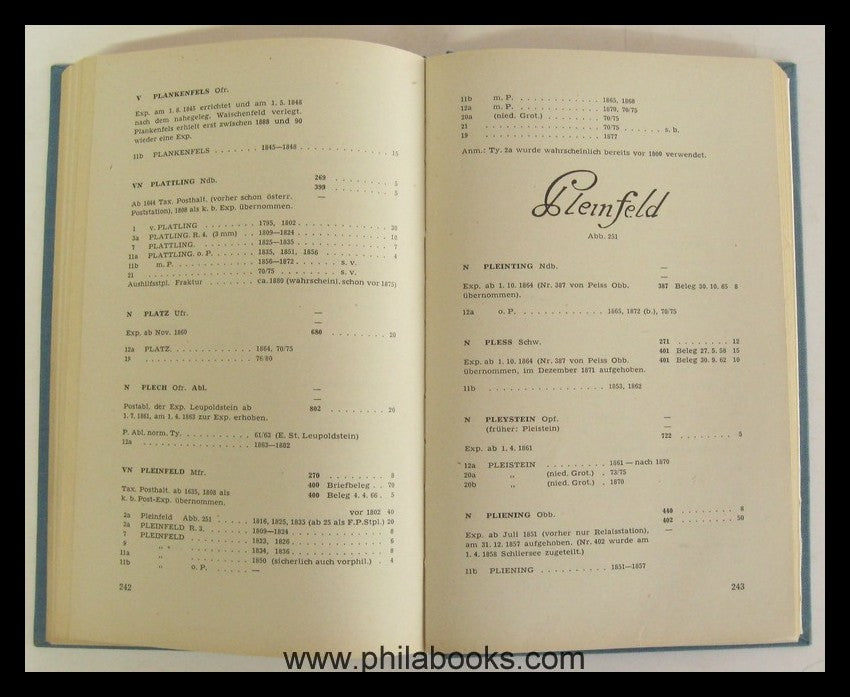 V PLANKENFELS Ofr.
Exp. am 1. 8. 1845 errichtet und am 1. 5. 1848
nach dem nahegeleg. Waischenfeld verlegt.
Plankenfels erhielt erst zwischen 1888 und 90
wieder eine Exp.
11b PLANKENFELS . . . . . . . 1845—1848 . . . . . . . . . . . . . 15
VN PLATTLING Ndb. 269 . . . . . . . . 5
399 . . . . . . . . 5
Ab 1644 Tax. Posthalt. (vorher schon österr. —
Poststation), 1808 als k. b. Exp. übernommen.
1 v. PLATLING . . . . . . . 1795, 1802 . . . . . . . . . . . . . 30
3a PLATTLING. R. 4. (3 mm) . . 1809—1824 . . . . . . . . . . . . 10
7 PLATTLING. . . . . . . . . 1825—1835 . . . . . . . . . . . . . 7
11a PLATTLING. o. P. . . . . . . 1835, 1851, 1856 . . . . . . . . . 4
11b m. P. . . . . . . . . . . 1856—1872 . . . . . . s. v.
21 . . . . . . . . . . . . . . 70/75 . . . . . . . . s. v.
Aushilfsstpl. Fraktur . . . . . . ca. 1880 (wahrscheinl. schon vor 1875)
N PLATZ Ufr. —
—
Exp. ab Nov. 1860 680 . . . . . . . . 20
12a PLATZ. . . . . . . . . . . 1864, 70/75
19 . . . . . . . . . . . . . . 76/80
N PLECH Ofr. Abl. —
—
Postabl. der Exp. Leupoldstein ab 802 . . . . . . . . 20
1. 7. 1861, am 1. 4. 1863 zur Exp. erhoben.
P. Abl. norm. Ty. . . . . . . . . . 61/63 (E. St. Leupoldstein)
12a . . . . . . . . . . . . . . 1863—1882
VN PLEINFELD Mfr. 270 . . . . . . . . 8
400 Briefbeleg . . 70
Tax. Posthalt. ab 1635, 1808 als 400 Beleg 4. 4. 66 . 5
k. b. Post-Exp. übernommen.
vor 1802 40
2a Pleinfeld Abb. 251 . . . . . 1816, 1825, 1833 (ab 25 als F.P.Stpl.) 20
3a PLEINFELD R. 3. . . . . . . 1809—1824 . . . . . . . . . . . . 8
7 PLEINFELD . . . . . . . . . 1823, 1826 . . . . . . . . . . . . 6
9 „ . . . . . . . . 1834, 1836 . . . . . . . . . . . . 8
11a „ . . . . . . . . 1850 (sicherlich auch vorphil.) . 4
11b „ o. P. . . . . . . —
242
11b m. P. . . . . . . . . . . . . 1865, 1868
12a m. P. . . . . . . . . . . . . 1870, 70/75
20a (nied. Grot.) . . . . . . . . 70/75
21 . . . . . . . . . . . . . . . . 70/75 . . . . . . s. b.
19 . . . . . . . . . . . . . . . . 1877
Anm.: Ty. 2a wurde wahrscheinlich bereits vor 1800 verwendet.
Pleinfeld
Abb. 251
N PLEINTING Ndb. —
—
Exp. ab 1. 10. 1864 (Nr. 387 von Peiss Obb. 387 Beleg 30. 10. 65 8
übernommen).
12a o. P. . . . . . . . . . . . . 1865, 1872 (b.), 70/75
N PLESS Schw. 271 . . . . . . . . 12
401 Beleg 27. 5. 58 15
Exp. ab 1. 10. 1864 (Nr. 387 von Peiss Obb. 401 Beleg 30. 9. 62 10
übernommen, im Dezember 1871 aufgehoben.
11b . . . . . . . . . . . . . . . . 1853, 1862
N PLEYSTEIN Opf. —
(früher: Pleistein) —
722 . . . . . . . . 5
Exp. ab 1. 4. 1861
12a PLEISTEIN . . . . . . . . . . 1861 — nach 1870
20a „ (nied. Grot.) . 73/75
20b „ (nied. Grot.) . 1870
N PLIENING Obb. 440 . . . . . . . . 8
402 . . . . . . . . 50
Exp. ab Juli 1851 (vorher nur Relaisstation), —
am 31. 12. 1857 aufgehoben. (Nr. 402 wurde am
1. 4. 1858 Schliersee zugeteilt.)
11b PLIENING . . . . . . . . . . 1851—1857
243
www.philabooks.com